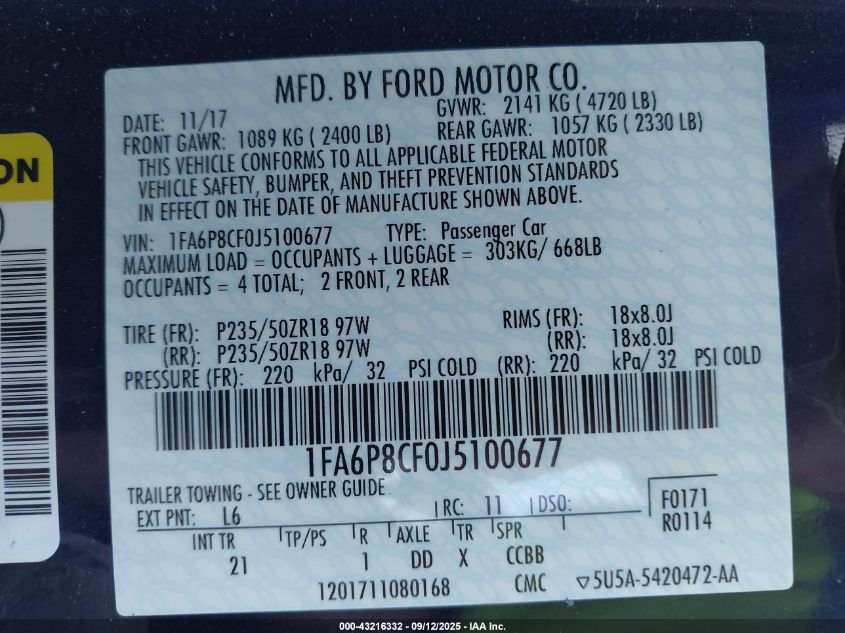 ON
MFD. BY FORD MOTOR CO.
DATE: 11/17 GVWR: 2141 KG ( 4720 LB)
FRONT GAWR: 1089 KG ( 2400 LB) REAR GAWR: 1057 KG ( 2330 LB)
THIS VEHICLE CONFORMS TO ALL APPLICABLE FEDERAL MOTOR
VEHICLE SAFETY, BUMPER, AND THEFT PREVENTION STANDARDS
IN EFFECT ON THE DATE OF MANUFACTURE SHOWN ABOVE.
VIN: 1FA6P8CF0J5100677 TYPE: Passenger Car
MAXIMUM LOAD = OCCUPANTS + LUGGAGE = 303KG/ 668LB
OCCUPANTS = 4 TOTAL; 2 FRONT, 2 REAR
TIRE (FR): P235/50ZR18 97W RIMS (FR): 18x8.0J
(RR): P235/50ZR18 97W (RR): 18x8.0J
PRESSURE (FR): 220 kPa/ 32 PSI COLD (RR): 220 kPa/ 32 PSI COLD
1FA6P8CF0J5100677
TRAILER TOWING - SEE OWNER GUIDE
EXT PNT: L6 RC: 11 DSO: F0171
R0114
INT TR TP/PS R AXLE TR SPR
21 1 DD X CCBB
1201711080168 CMC ▽5U5A-5420472-AA
000-43216332 - 09/12/2025 - IAA Inc.